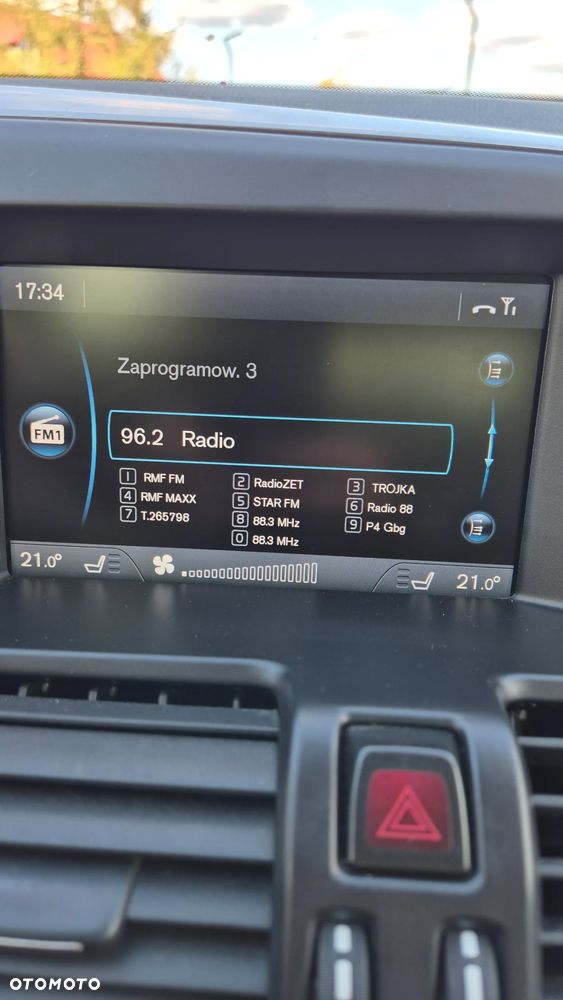 17:34
Zaprogramow. 3
FM1
96.2 Radio
1 RMF FM 2 RadioZET 3 TROJKA
4 RMF MAXX 5 STAR FM 6 Radio 88
7 T.265798 8 88.3 MHz 9 P4 Gbg
0 88.3 MHz
21.0° 21.0°
OTOMOTO